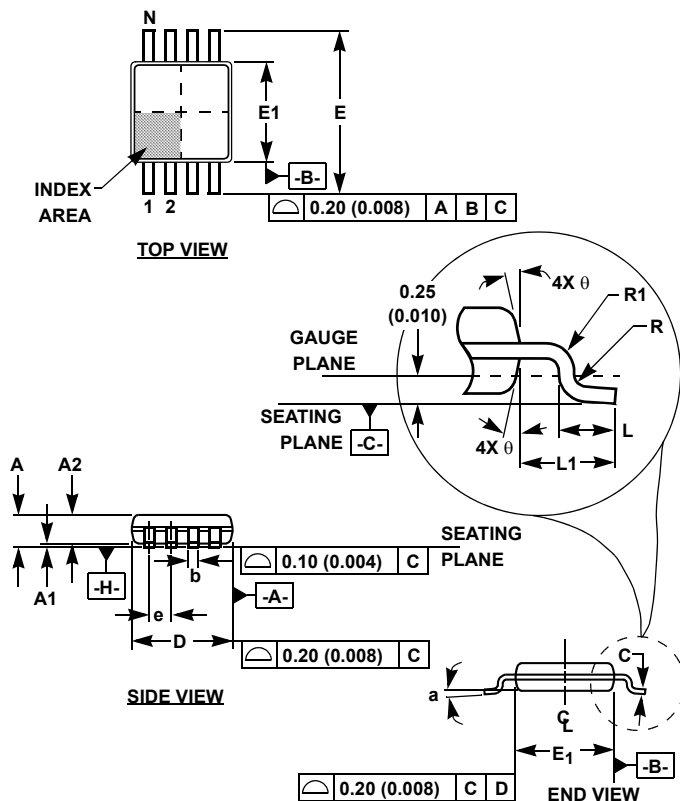 N
E1
E
-B-
INDEX
AREA
1 2
0.20 (0.008) A B C
TOP VIEW
0.25
(0.010)
4X θ
R1
R
GAUGE
PLANE
SEATING
PLANE
-C-
4X θ
L
L1
A
A2
SEATING
PLANE
A1
-H-
b
0.10 (0.004) C
-A-
e
D
0.20 (0.008) C
SIDE VIEW
C
a
CL
E1
-B-
0.20 (0.008) C D
END VIEW